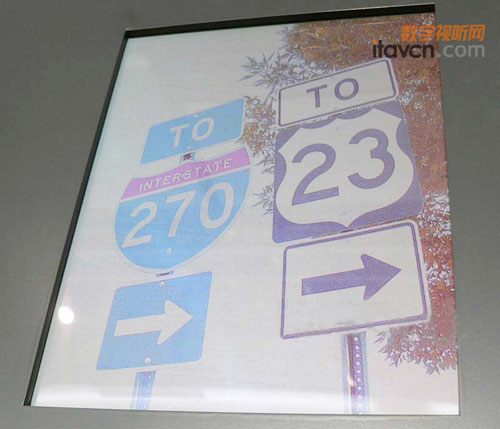 数字视听网
itavcn.com
TO
INTERSTATE
270
TO
23